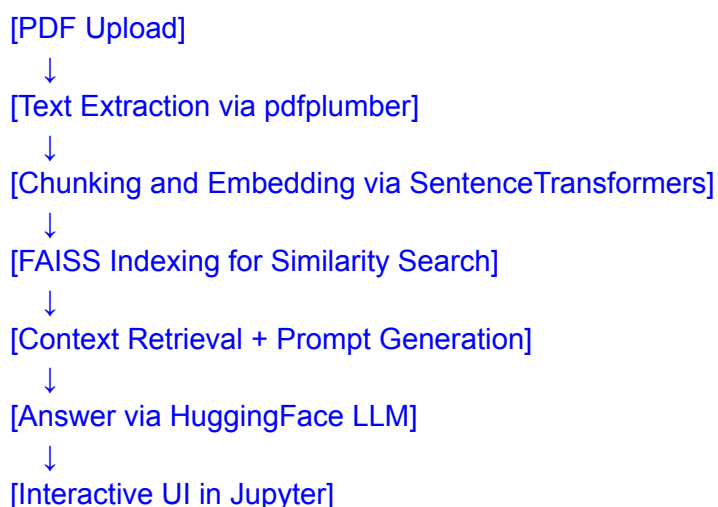 [PDF Upload]
↓
[Text Extraction via pdfplumber]
↓
[Chunking and Embedding via SentenceTransformers]
↓
[FAISS Indexing for Similarity Search]
↓
[Context Retrieval + Prompt Generation]
↓
[Answer via HuggingFace LLM]
↓
[Interactive UI in Jupyter]